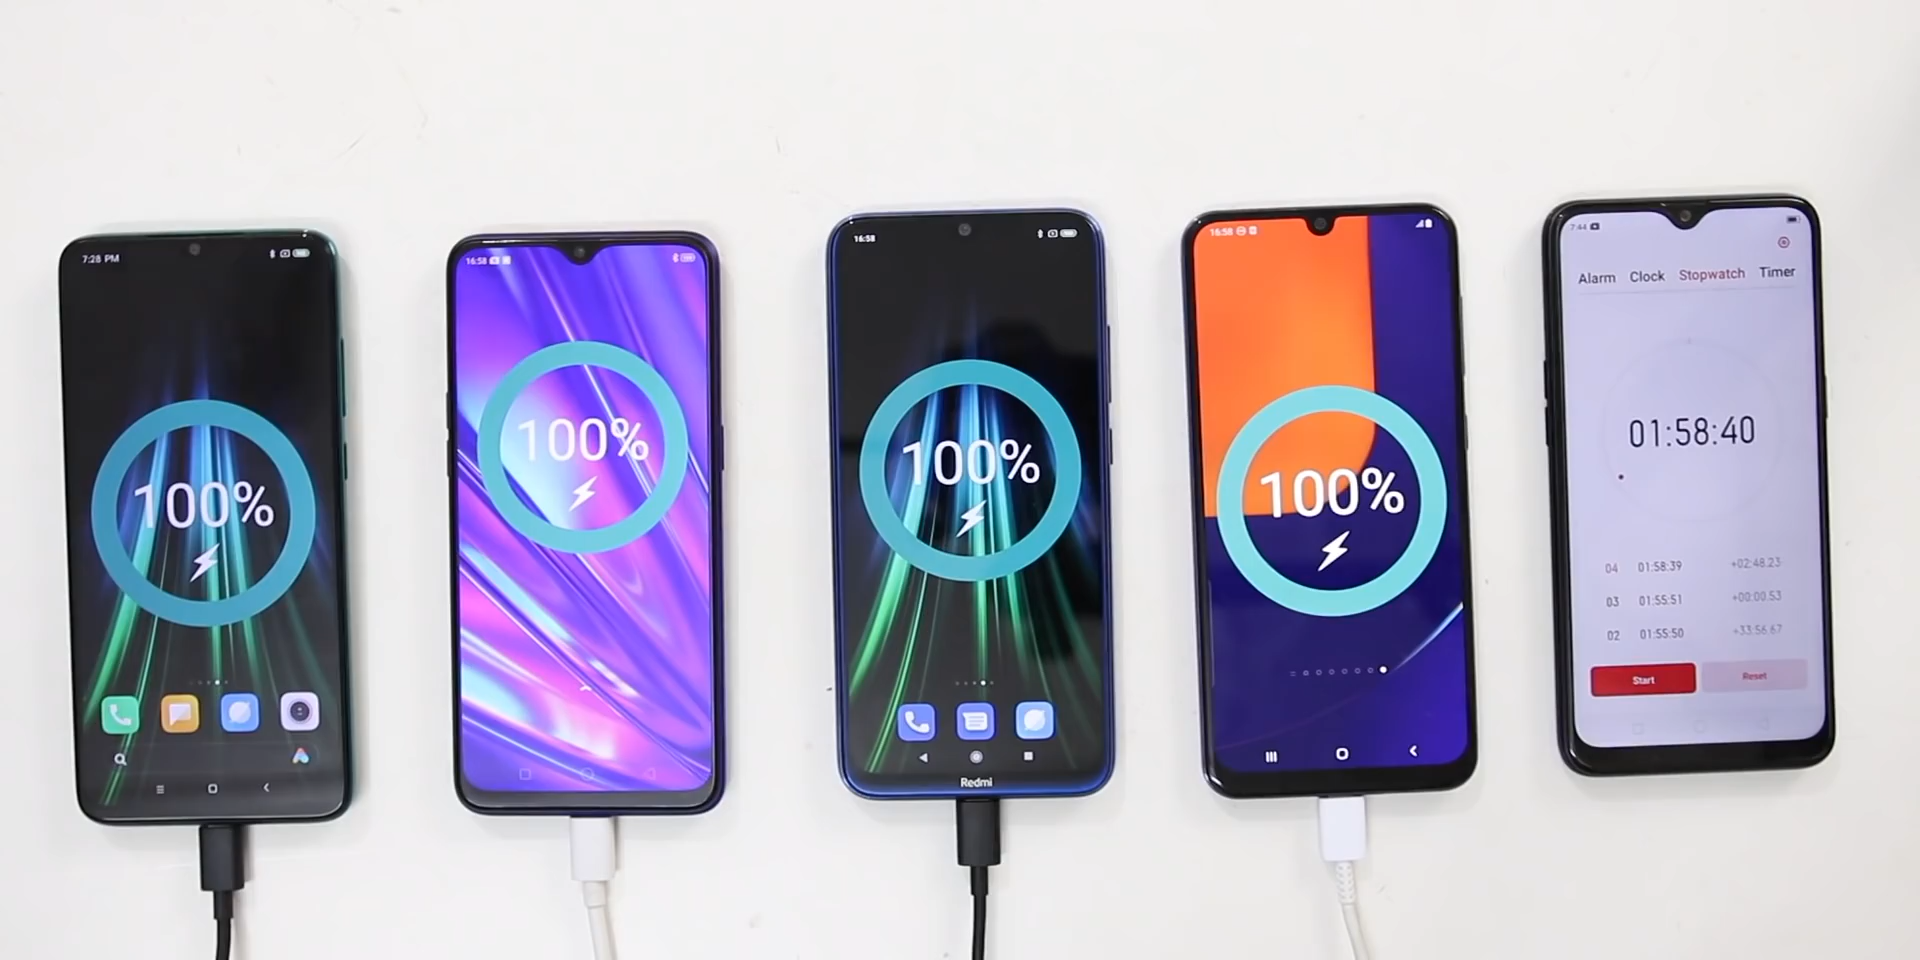 7:28 PM
100%
16:58
100%
16:58
100%
Redmi
16:58
100%
7:44
Alarm Clock Stopwatch Timer
01:58:40
04 01:58:39 +02:48.23
03 01:55:51 +00:00.53
02 01:55:50 +33:56.67
Start Reset